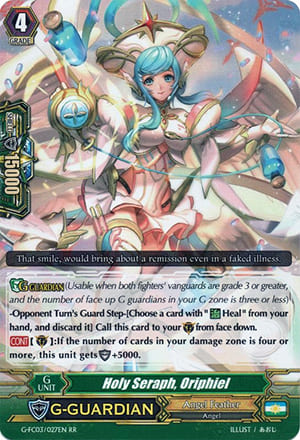 4
GRADE
15000
That smile, would bring about a remission even in a faked illness.
G GUARDIAN (Usable when both fighters' vanguards are grade 3 or greater,
and the number of face up G guardians in your G zone is three or less)
-Opponent Turn's Guard Step-[Choose a card with " Heal" from your
hand, and discard it] Call this card to your from face down.
CONT [ ]:If the number of cards in your damage zone is four or
more, this unit gets +5000.
G
UNIT
Holy Seraph, Oriphiel
G-GUARDIAN
Angel Feather
Angel
G-FC03/027EN RR
ILLUST / あおじ